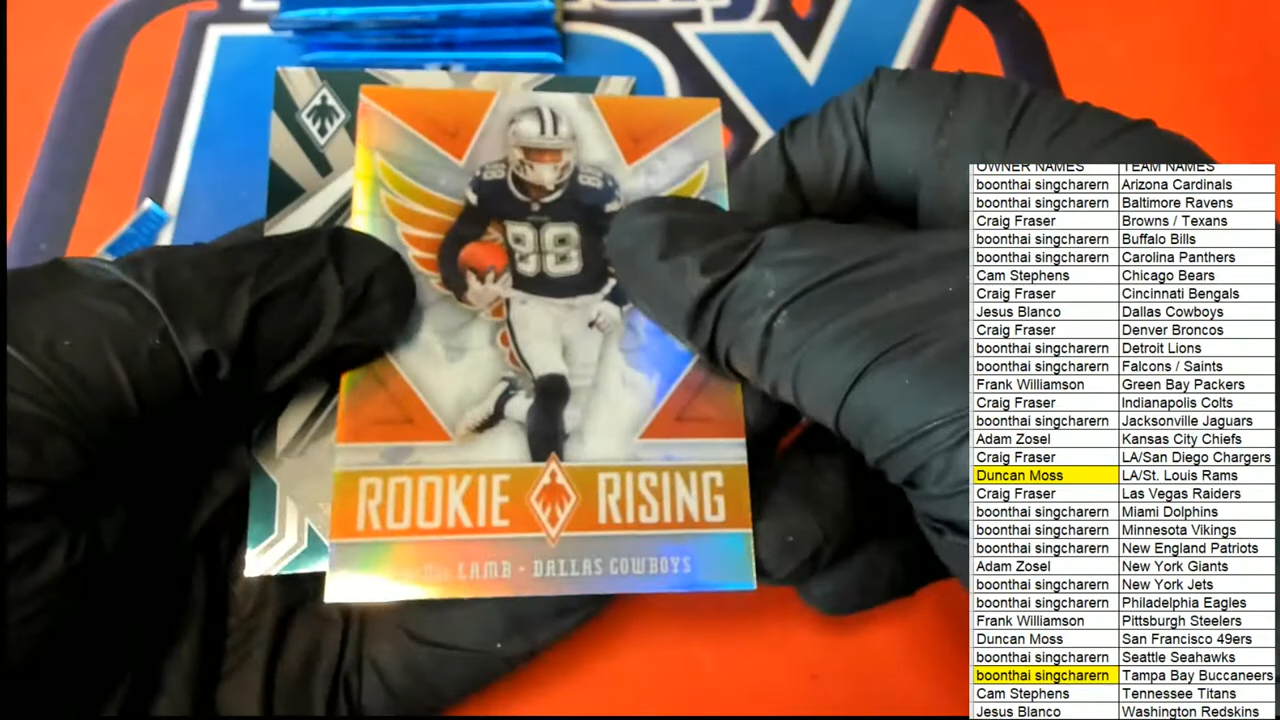 OWNER NAMES TEAM NAMES
boonthai singcharern Arizona Cardinals
boonthai singcharern Baltimore Ravens
Craig Fraser Browns / Texans
boonthai singcharern Buffalo Bills
boonthai singcharern Carolina Panthers
Cam Stephens Chicago Bears
Craig Fraser Cincinnati Bengals
Jesus Blanco Dallas Cowboys
Craig Fraser Denver Broncos
boonthai singcharern Detroit Lions
boonthai singcharern Falcons / Saints
Frank Williamson Green Bay Packers
Craig Fraser Indianapolis Colts
boonthai singcharern Jacksonville Jaguars
Adam Zosel Kansas City Chiefs
Craig Fraser LA/San Diego Chargers
Duncan Moss LA/St. Louis Rams
Craig Fraser Las Vegas Raiders
boonthai singcharern Miami Dolphins
boonthai singcharern Minnesota Vikings
boonthai singcharern New England Patriots
Adam Zosel New York Giants
boonthai singcharern New York Jets
boonthai singcharern Philadelphia Eagles
Frank Williamson Pittsburgh Steelers
Duncan Moss San Francisco 49ers
boonthai singcharern Seattle Seahawks
boonthai singcharern Tampa Bay Buccaneers
Cam Stephens Tennessee Titans
Jesus Blanco Washington Redskins
88 88
88
ROOKIE RISING
LAMB - DALLAS COWBOYS